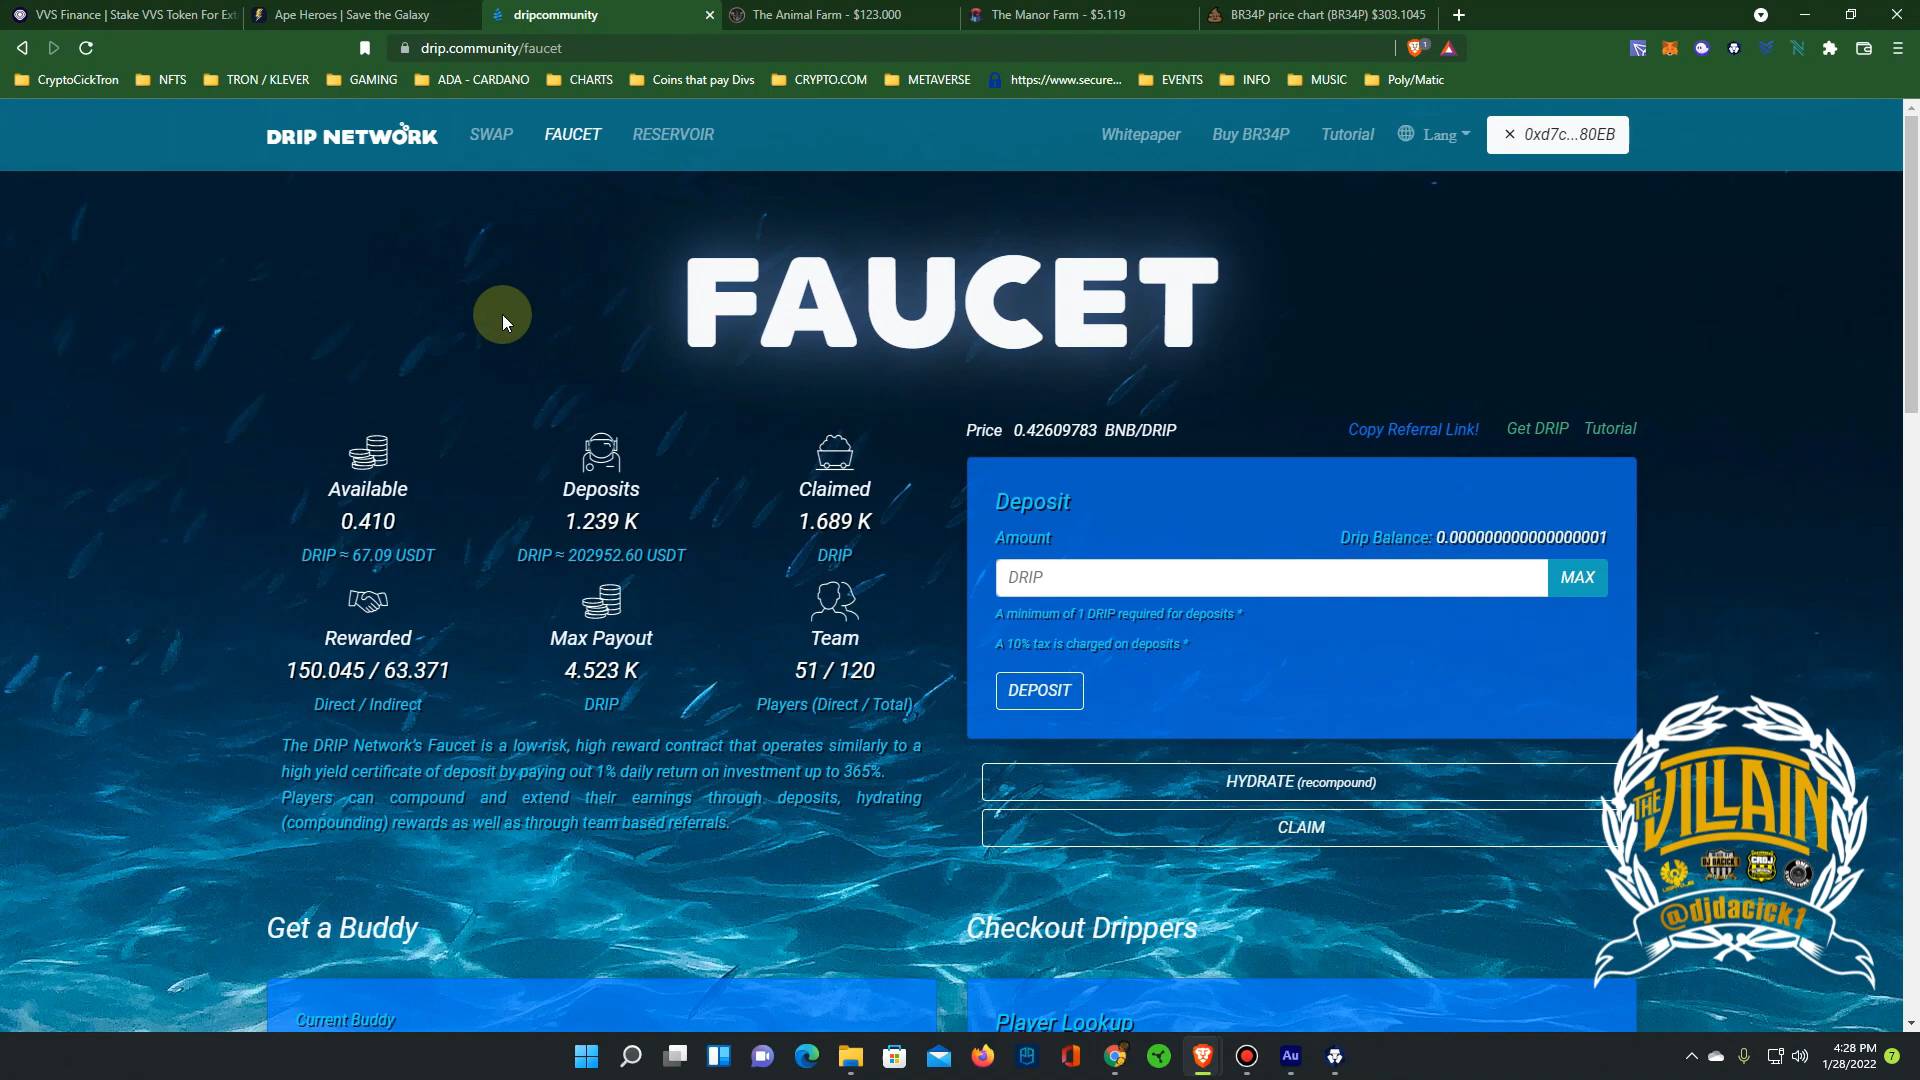 VVS Finance | Stake VVS Token For Ext
Ape Heroes | Save the Galaxy
dripcommunity
The Animal Farm - $123.000
The Manor Farm - $5.119
BR34P price chart (BR34P) $303.1045
drip.community/faucet
1
CryptoCickTron
NFTS
TRON / KLEVER
GAMING
ADA - CARDANO
CHARTS
Coins that pay Divs
CRYPTO.COM
METAVERSE
https://www.secure...
EVENTS
INFO
MUSIC
Poly/Matic
DRIP NETWORK
SWAP
FAUCET
RESERVOIR
Whitepaper
Buy BR34P
Tutorial
Lang
× 0xd7c...80EB
FAUCET
Available
0.410
DRIP ≈ 67.09 USDT
Deposits
1.239 K
DRIP ≈ 202952.60 USDT
Claimed
1.689 K
DRIP
Rewarded
150.045 / 63.371
Direct / Indirect
Max Payout
4.523 K
DRIP
Team
51 / 120
Players (Direct / Total)
The DRIP Network's Faucet is a low-risk, high reward contract that operates similarly to a
high yield certificate of deposit by paying out 1% daily return on investment up to 365%.
Players can compound and extend their earnings through deposits, hydrating
(compounding) rewards as well as through team based referrals.
Price 0.42609783 BNB/DRIP
Copy Referral Link!
Get DRIP
Tutorial
Deposit
Amount
Drip Balance: 0.000000000000000001
DRIP
MAX
A minimum of 1 DRIP required for deposits *
A 10% tax is charged on deposits *
DEPOSIT
HYDRATE (recompound)
CLAIM
Get a Buddy
Checkout Drippers
Current Buddy
Player Lookup
THE VILLAIN
DJ DACICK1
CRDJ
@djdacick1
Au
4:28 PM
1/28/2022
7